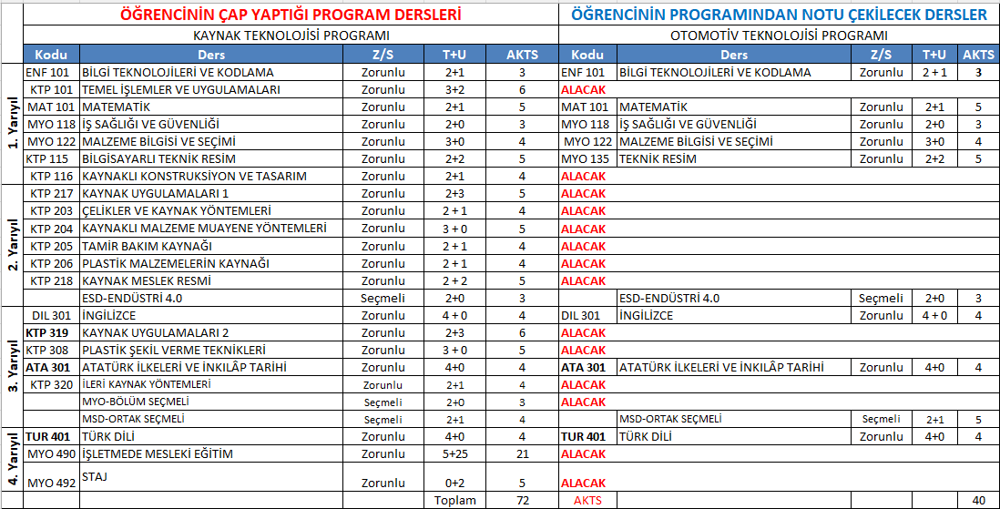 ÖĞRENCİNİN ÇAP YAPTIĞI PROGRAM DERSLERİ ÖĞRENCİNİN PROGRAMINDAN NOTU ÇEKİLECEK DERSLER
KAYNAK TEKNOLOJİSİ PROGRAMI OTOMOTİV TEKNOLOJİSİ PROGRAMI
Kodu Ders Z/S T+U AKTS Kodu Ders Z/S T+U AKTS
1. Yarıyıl
ENF 101 BİLGİ TEKNOLOJİLERİ VE KODLAMA Zorunlu 2+1 3 ENF 101 BİLGİ TEKNOLOJİLERİ VE KODLAMA Zorunlu 2 + 1 3
KTP 101 TEMEL İŞLEMLER VE UYGULAMALARI Zorunlu 3+2 6 ALACAK
MAT 101 MATEMATİK Zorunlu 2+1 5 MAT 101 MATEMATİK Zorunlu 2+1 5
MYO 118 İŞ SAĞLIĞI VE GÜVENLİĞİ Zorunlu 2+0 3 MYO 118 İŞ SAĞLIĞI VE GÜVENLİĞİ Zorunlu 2+0 3
MYO 122 MALZEME BİLGİSİ VE SEÇİMİ Zorunlu 3+0 4 MYO 122 MALZEME BİLGİSİ VE SEÇİMİ Zorunlu 3+0 4
KTP 115 BİLGİSAYARLI TEKNİK RESİM Zorunlu 2+2 5 MYO 135 TEKNİK RESİM Zorunlu 2+2 5
KTP 116 KAYNAKLI KONSTRUKSİYON VE TASARIM Zorunlu 2+1 4 ALACAK
2. Yarıyıl
KTP 217 KAYNAK UYGULAMALARI 1 Zorunlu 2+3 5 ALACAK
KTP 203 ÇELİKLER VE KAYNAK YÖNTEMLERİ Zorunlu 2 + 1 4 ALACAK
KTP 204 KAYNAKLI MALZEME MUAYENE YÖNTEMLERİ Zorunlu 3 + 0 5 ALACAK
KTP 205 TAMİR BAKIM KAYNAĞI Zorunlu 2 + 1 4 ALACAK
KTP 206 PLASTİK MALZEMELERİN KAYNAĞI Zorunlu 2 + 1 4 ALACAK
KTP 218 KAYNAK MESLEK RESMİ Zorunlu 2 + 2 5 ALACAK
ESD-ENDÜSTRİ 4.0 Seçmeli 2+0 3 ESD-ENDÜSTRİ 4.0 Seçmeli 2+0 3
3. Yarıyıl
DIL 301 İNGİLİZCE Zorunlu 4 + 0 4 DIL 301 İNGİLİZCE Zorunlu 4 + 0 4
KTP 319 KAYNAK UYGULAMALARI 2 Zorunlu 2+3 6 ALACAK
KTP 308 PLASTİK ŞEKİL VERME TEKNİKLERİ Zorunlu 3 + 0 5 ALACAK
ATA 301 ATATÜRK İLKELERİ VE İNKILÂP TARİHİ Zorunlu 4+0 4 ATA 301 ATATÜRK İLKELERİ VE İNKILÂP TARİHİ Zorunlu 4+0 4
KTP 320 İLERİ KAYNAK YÖNTEMLERİ Zorunlu 2+1 4 ALACAK
MYO-BÖLÜM SEÇMELİ Seçmeli 2+0 3 ALACAK
MSD-ORTAK SEÇMELİ Seçmeli 2+1 4 MSD-ORTAK SEÇMELİ Seçmeli 2+1 5
4. Yarıyıl
TUR 401 TÜRK DİLİ Zorunlu 4+0 4 TUR 401 TÜRK DİLİ Zorunlu 4+0 4
MYO 490 İŞLETMEDE MESLEKİ EĞİTİM Zorunlu 5+25 21 ALACAK
MYO 492 STAJ Zorunlu 0+2 5 ALACAK
Toplam 72 AKTS 40